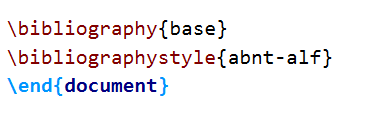 \bibliography{base}
\bibliographystyle{abnt-alf}
\end{document}